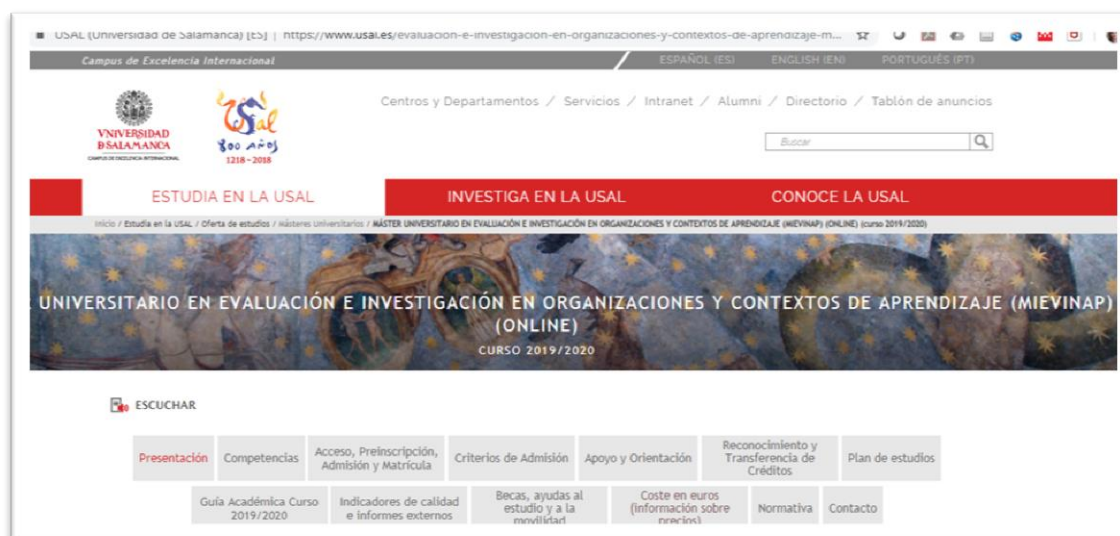 USAL (Universidad de Salamanca) [ES] | https://www.usal.es/evaluacion-e-investigacion-en-organizaciones-y-contextos-de-aprendizaje-m...
Campus de Excelencia Internacional
ESPAÑOL (ES) ENGLISH (EN) PORTUGUÉS (PT)
Centros y Departamentos / Servicios / Intranet / Alumni / Directorio / Tablón de anuncios
VNIVERSIDAD
D SALAMANCA
CAMPUS DE EXCELENCIA INTERNACIONAL
USal
800 AÑOS
1218 ~ 2018
Buscar
ESTUDIA EN LA USAL INVESTIGA EN LA USAL CONOCE LA USAL
Inicio / Estudia en la USAL / Oferta de estudios / Másteres Universitarios / MÁSTER UNIVERSITARIO EN EVALUACIÓN E INVESTIGACIÓN EN ORGANIZACIONES Y CONTEXTOS DE APRENDIZAJE (MIEVINAP) (ONLINE) (curso 2019/2020)
UNIVERSITARIO EN EVALUACIÓN E INVESTIGACIÓN EN ORGANIZACIONES Y CONTEXTOS DE APRENDIZAJE (MIEVINAP)
(ONLINE)
CURSO 2019/2020
ESCUCHAR
Presentación
Competencias
Acceso, Preinscripción,
Admisión y Matrícula
Criterios de Admisión
Apoyo y Orientación
Reconocimiento y
Transferencia de
Créditos
Plan de estudios
Guía Académica Curso
2019/2020
Indicadores de calidad
e informes externos
Becas, ayudas al
estudio y a la
movilidad
Coste en euros
(información sobre
precios)
Normativa
Contacto